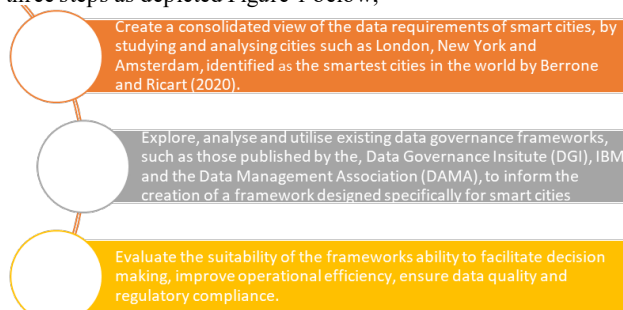 three steps as depicted Figure 1 below;
Create a consolidated view of the data requirements of smart cities, by
studying and analysing cities such as London, New York and
Amsterdam, identified as the smartest cities in the world by Berrone
and Ricart (2020).
Explore, analyse and utilise existing data governance frameworks,
such as those published by the, Data Governance Insitute (DGI), IBM
and the Data Management Association (DAMA), to inform the
creation of a framework designed specifically for smart cities
Evaluate the suitability of the frameworks ability to facilitate decision
making, improve operational efficiency, ensure data quality and
regulatory compliance.